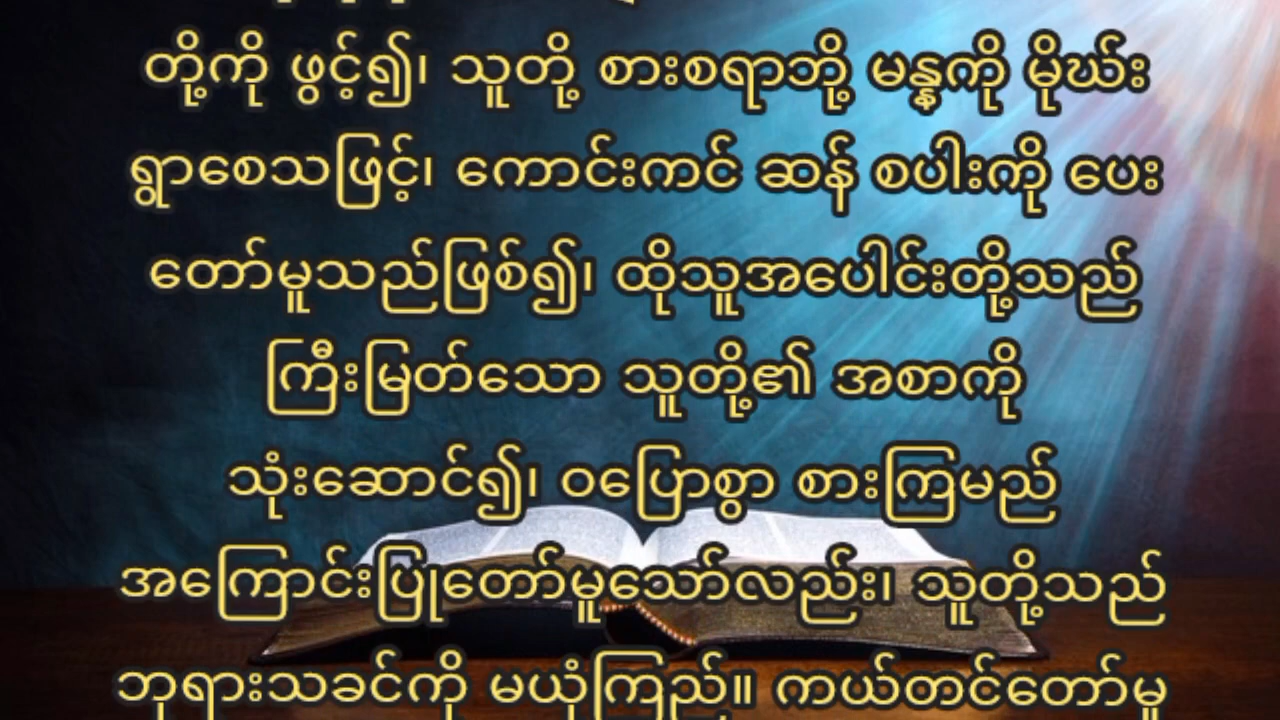 တို့ကို ဖွင့်၍၊ သူတို့ စားစရာဘို့ မန္နကို မိုဃ်း
ရွာစေသဖြင့်၊ ကောင်းကင် ဆန် စပါးကို ပေး
တော်မူသည်ဖြစ်၍၊ ထိုသူအပေါင်းတို့သည်
ကြီးမြတ်သော သူတို့၏ အစာကို
သုံးဆောင်၍၊ ဝပြောစွာ စားကြမည်
အကြောင်းပြုတော်မူသော်လည်း၊ သူတို့သည်
ဘုရားသခင်ကို မယုံကြည်။ ကယ်တင်တော်မူ